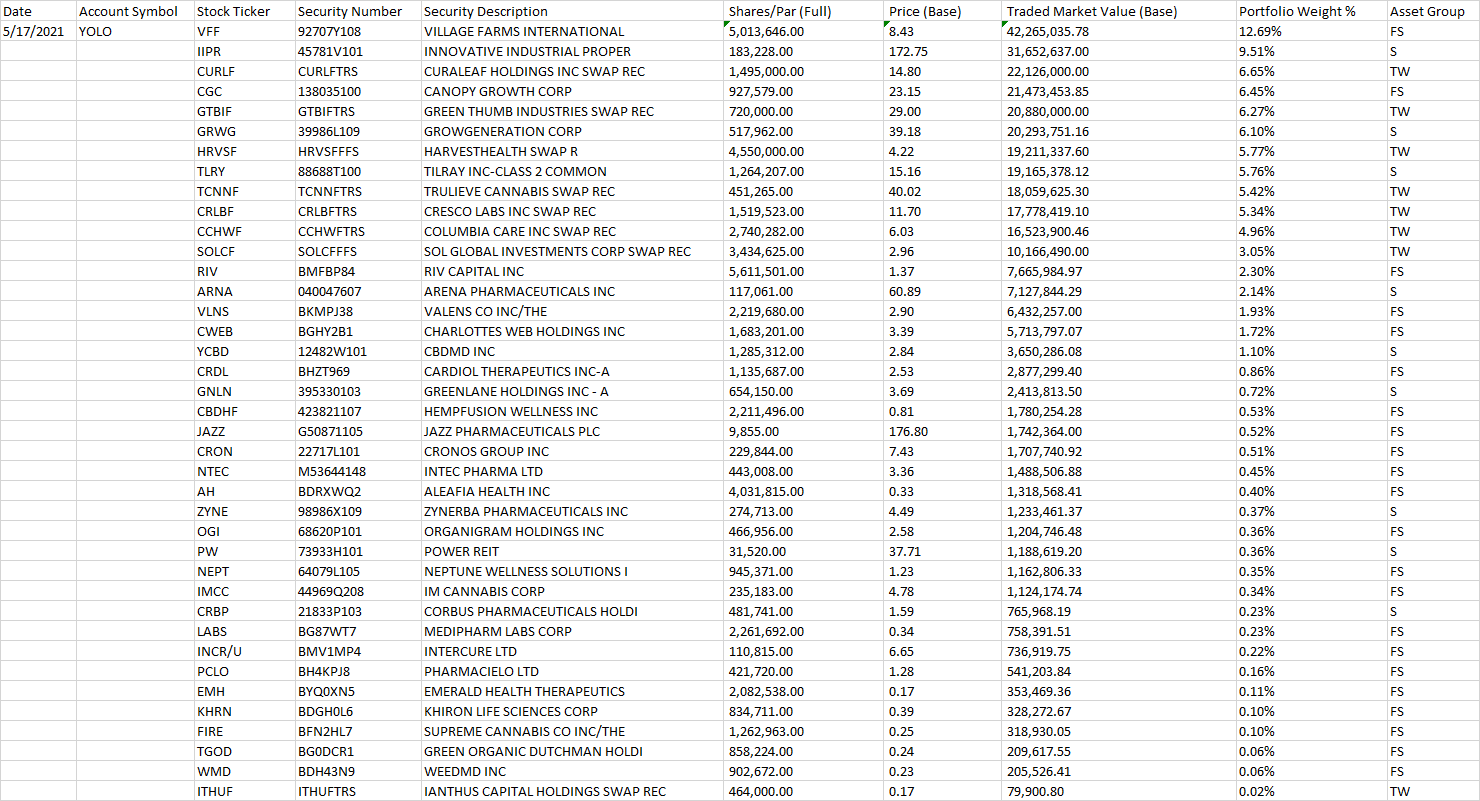 Date Account Symbol Stock Ticker Security Number Security Description Shares/Par (Full) Price (Base) Traded Market Value (Base) Portfolio Weight % Asset Group
5/17/2021 YOLO VFF 92707Y108 VILLAGE FARMS INTERNATIONAL 5,013,646.00 8.43 42,265,035.78 12.69% FS
IIPR 45781V101 INNOVATIVE INDUSTRIAL PROPER 183,228.00 172.75 31,652,637.00 9.51% S
CURLF CURLFTRS CURALEAF HOLDINGS INC SWAP REC 1,495,000.00 14.80 22,126,000.00 6.65% TW
CGC 138035100 CANOPY GROWTH CORP 927,579.00 23.15 21,473,453.85 6.45% FS
GTBIF GTBIFTRS GREEN THUMB INDUSTRIES SWAP REC 720,000.00 29.00 20,880,000.00 6.27% TW
GRWG 39986L109 GROWGENERATION CORP 517,962.00 39.18 20,293,751.16 6.10% S
HRVSF HRVSFFFS HARVESTHEALTH SWAP R 4,550,000.00 4.22 19,211,337.60 5.77% TW
TLRY 88688T100 TILRAY INC-CLASS 2 COMMON 1,264,207.00 15.16 19,165,378.12 5.76% S
TCNNF TCNNFTRS TRULIEVE CANNABIS SWAP REC 451,265.00 40.02 18,059,625.30 5.42% TW
CRLBF CRLBFTRS CRESCO LABS INC SWAP REC 1,519,523.00 11.70 17,778,419.10 5.34% TW
CCHWF CCHWFTRS COLUMBIA CARE INC SWAP REC 2,740,282.00 6.03 16,523,900.46 4.96% TW
SOLCF SOLCFFFS SOL GLOBAL INVESTMENTS CORP SWAP REC 3,434,625.00 2.96 10,166,490.00 3.05% TW
RIV BMFBP84 RIV CAPITAL INC 5,611,501.00 1.37 7,665,984.97 2.30% FS
ARNA 040047607 ARENA PHARMACEUTICALS INC 117,061.00 60.89 7,127,844.29 2.14% S
VLNS BKMPJ38 VALENS CO INC/THE 2,219,680.00 2.90 6,432,257.00 1.93% FS
CWEB BGHY2B1 CHARLOTTES WEB HOLDINGS INC 1,683,201.00 3.39 5,713,797.07 1.72% FS
YCBD 12482W101 CBDMD INC 1,285,312.00 2.84 3,650,286.08 1.10% S
CRDL BHZT969 CARDIOL THERAPEUTICS INC-A 1,135,687.00 2.53 2,877,299.40 0.86% FS
GNLN 395330103 GREENLANE HOLDINGS INC - A 654,150.00 3.69 2,413,813.50 0.72% S
CBDHF 423821107 HEMPFUSION WELLNESS INC 2,211,496.00 0.81 1,780,254.28 0.53% FS
JAZZ G50871105 JAZZ PHARMACEUTICALS PLC 9,855.00 176.80 1,742,364.00 0.52% FS
CRON 22717L101 CRONOS GROUP INC 229,844.00 7.43 1,707,740.92 0.51% FS
NTEC M53644148 INTEC PHARMA LTD 443,008.00 3.36 1,488,506.88 0.45% FS
AH BDRXWQ2 ALEAFIA HEALTH INC 4,031,815.00 0.33 1,318,568.41 0.40% FS
ZYNE 98986X109 ZYNERBA PHARMACEUTICALS INC 274,713.00 4.49 1,233,461.37 0.37% S
OGI 68620P101 ORGANIGRAM HOLDINGS INC 466,956.00 2.58 1,204,746.48 0.36% FS
PW 73933H101 POWER REIT 31,520.00 37.71 1,188,619.20 0.36% S
NEPT 64079L105 NEPTUNE WELLNESS SOLUTIONS I 945,371.00 1.23 1,162,806.33 0.35% FS
IMCC 44969Q208 IM CANNABIS CORP 235,183.00 4.78 1,124,174.74 0.34% FS
CRBP 21833P103 CORBUS PHARMACEUTICALS HOLDI 481,741.00 1.59 765,968.19 0.23% S
LABS BG87WT7 MEDIPHARM LABS CORP 2,261,692.00 0.34 758,391.51 0.23% FS
INCR/U BMV1MP4 INTERCURE LTD 110,815.00 6.65 736,919.75 0.22% FS
PCLO BH4KPJ8 PHARMACIELO LTD 421,720.00 1.28 541,203.84 0.16% FS
EMH BYQ0XN5 EMERALD HEALTH THERAPEUTICS 2,082,538.00 0.17 353,469.36 0.11% FS
KHRN BDGH0L6 KHIRON LIFE SCIENCES CORP 834,711.00 0.39 328,272.67 0.10% FS
FIRE BFN2HL7 SUPREME CANNABIS CO INC/THE 1,262,963.00 0.25 318,930.05 0.10% FS
TGOD BG0DCR1 GREEN ORGANIC DUTCHMAN HOLDI 858,224.00 0.24 209,617.55 0.06% FS
WMD BDH43N9 WEEDMD INC 902,672.00 0.23 205,526.41 0.06% FS
ITHUF ITHUFTRS IANTHUS CAPITAL HOLDINGS SWAP REC 464,000.00 0.17 79,900.80 0.02% TW